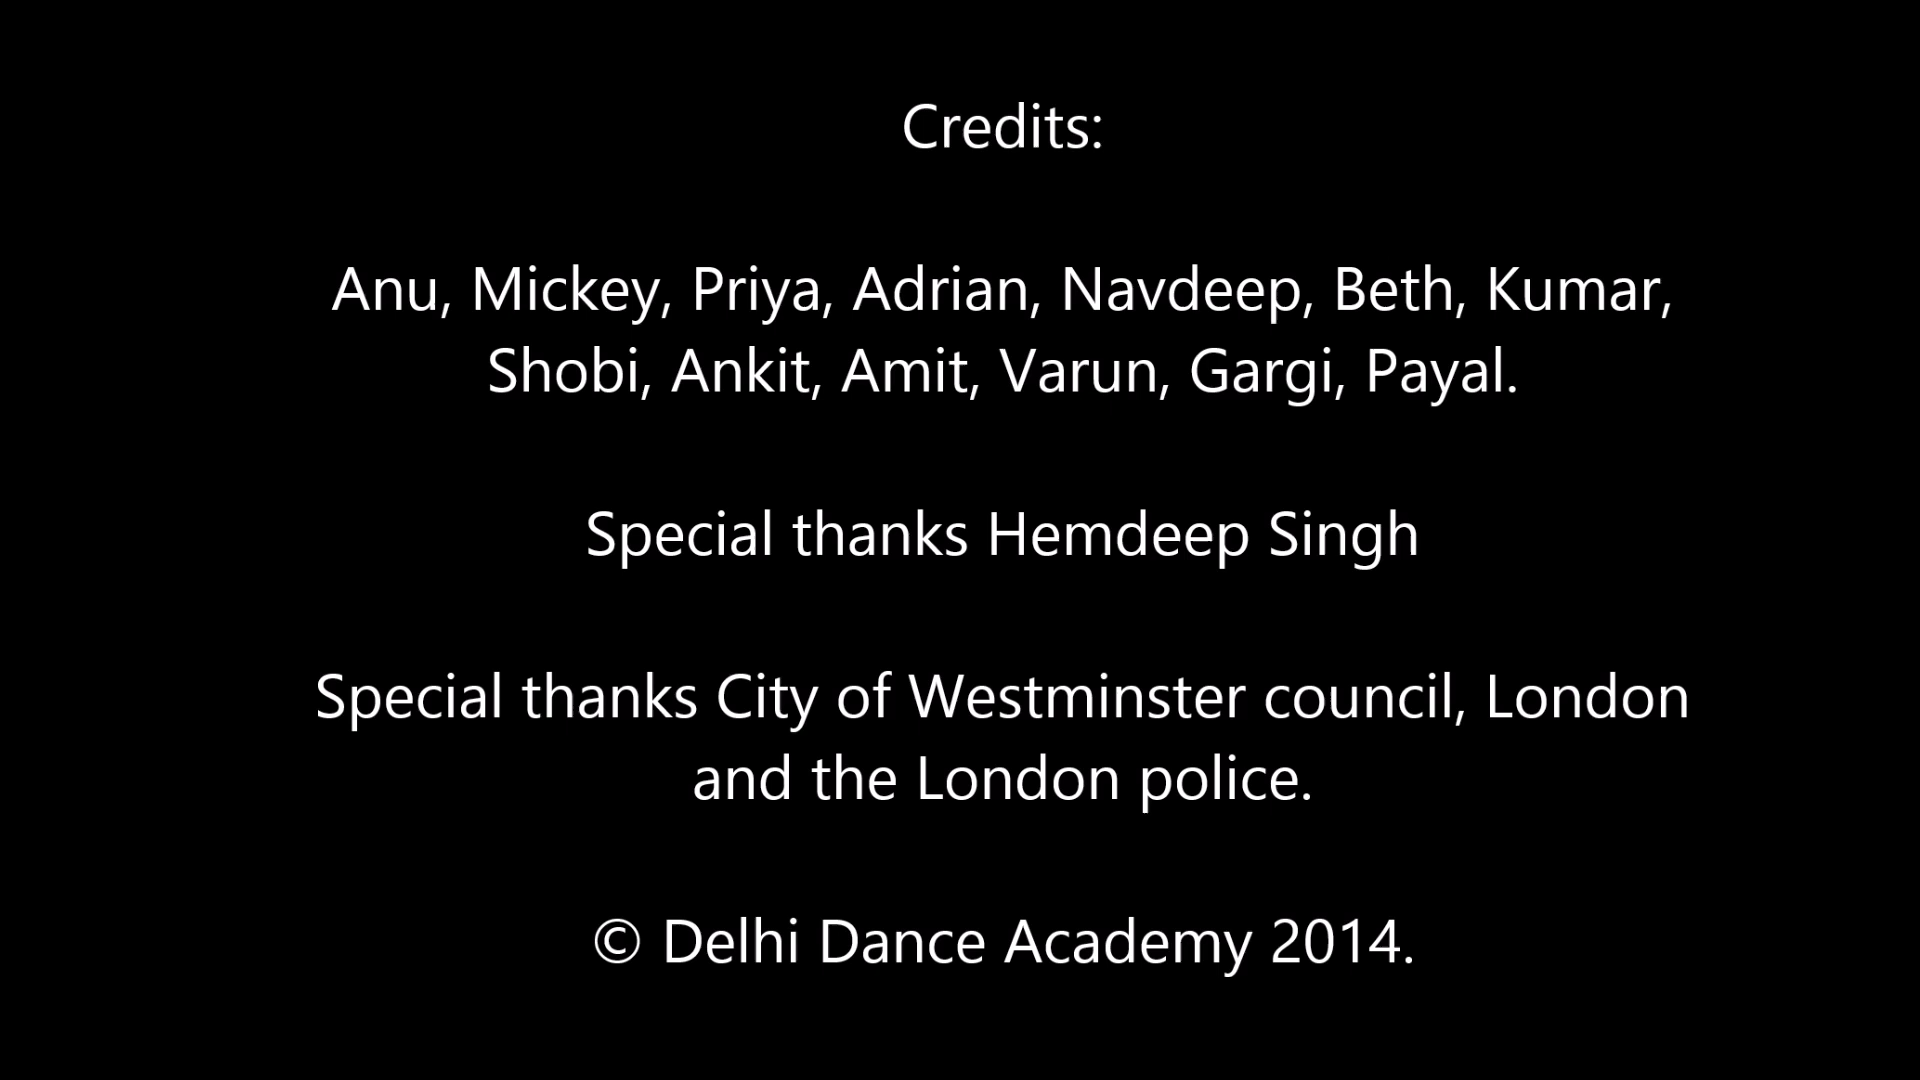 Credits:
Anu, Mickey, Priya, Adrian, Navdeep, Beth, Kumar,
Shobi, Ankit, Amit, Varun, Gargi, Payal.
Special thanks Hemdeep Singh
Special thanks City of Westminster council, London
and the London police.
© Delhi Dance Academy 2014.